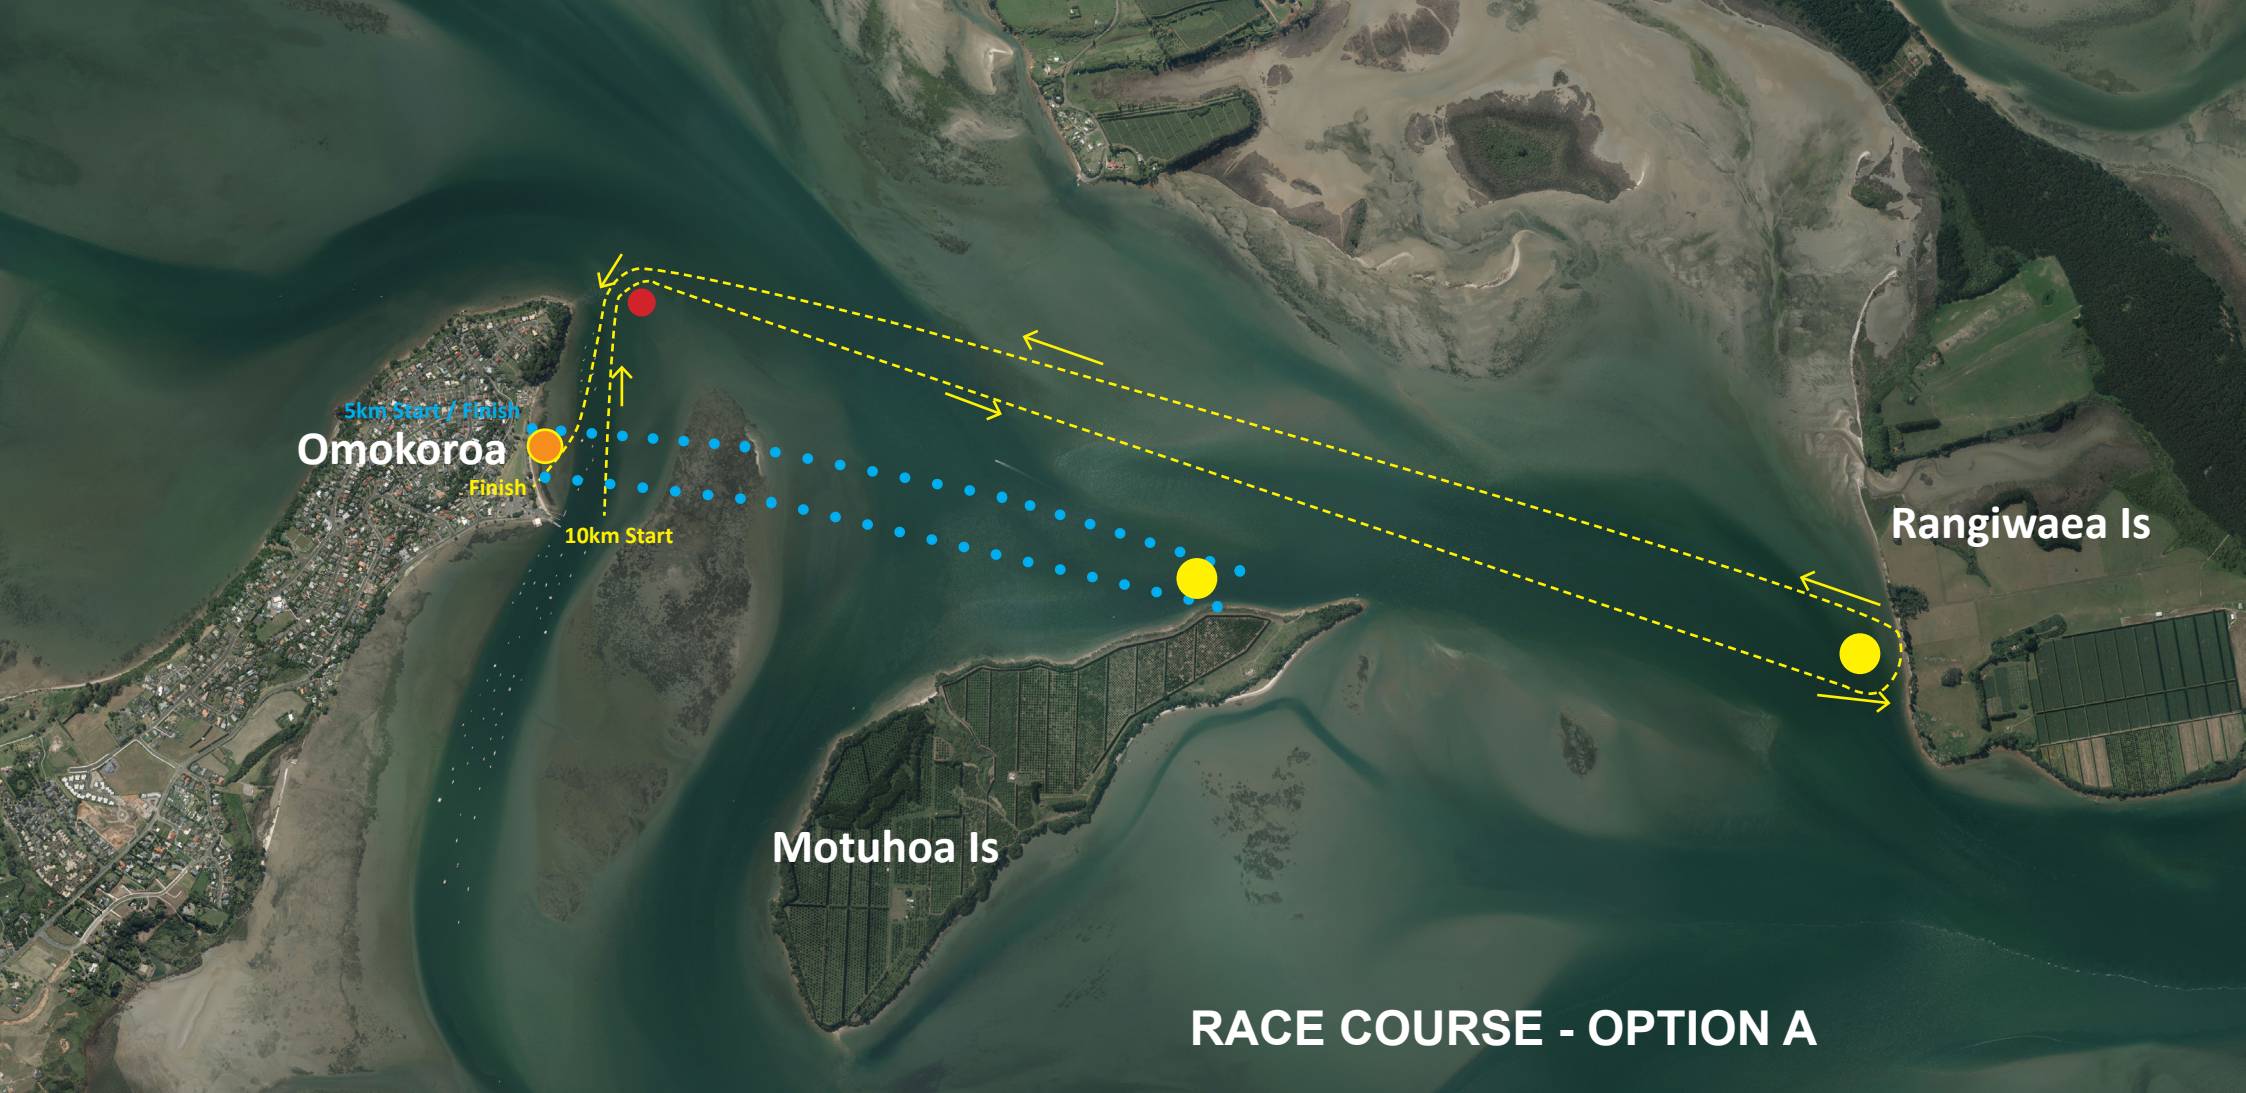 5km Start / Finish
Omokoroa
Finish
10km Start
Rangiwaea Is
Motuhoa Is
RACE COURSE - OPTION A